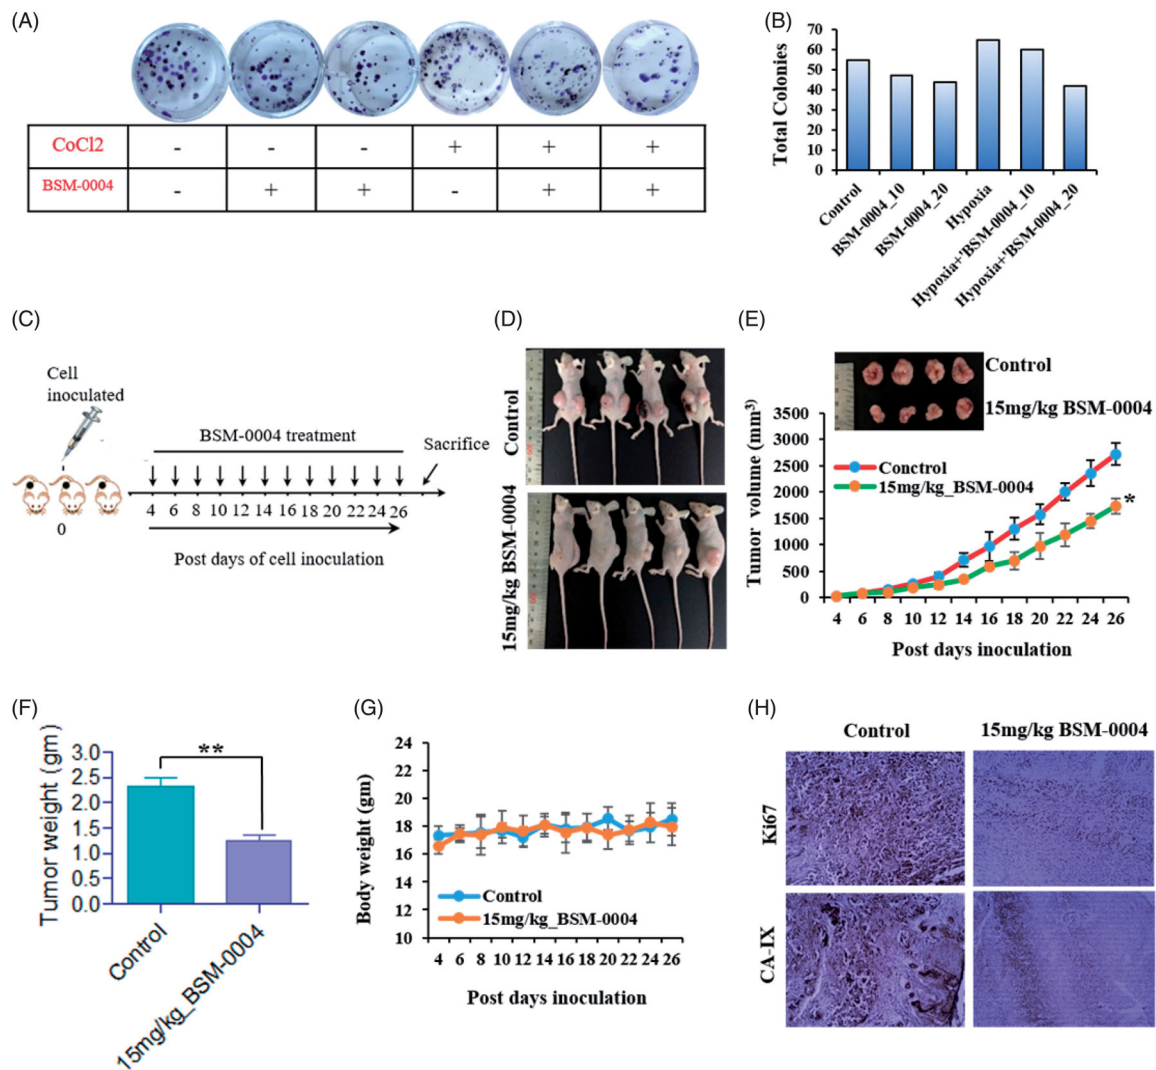 (A)
CoCl2 - - - + + +
BSM-0004 - + + - + +
(B)
Total Colonies
70
60
50
40
30
20
10
0
Control
BSM-0004_10
BSM-0004_20
Hypoxia
Hypoxia+'BSM-0004_10
Hypoxia+'BSM-0004_20
(C)
Cell
inoculated
BSM-0004 treatment
Sacrifice
0
4 6 8 10 12 14 16 18 20 22 24 26
Post days of cell inoculation
(D)
Control
15mg/kg BSM-0004
(E)
Control
15mg/kg BSM-0004
Tumor volume (mm³)
3500
3000
2500
2000
1500
1000
500
0
Conctrol
15mg/kg_BSM-0004
*
4 6 8 10 12 14 16 18 20 22 24 26
Post days inoculation
(F)
Tumor weight (gm)
3.0
2.5
2.0
1.5
1.0
0.5
0.0
**
Control
15mg/kg_BSM-0004
(G)
Body weight (gm)
24
22
20
18
16
14
12
10
Control
15mg/kg_BSM-0004
4 6 8 10 12 14 16 18 20 22 24 26
Post days inoculation
(H)
Control 15mg/kg BSM-0004
Ki67
CA-IX